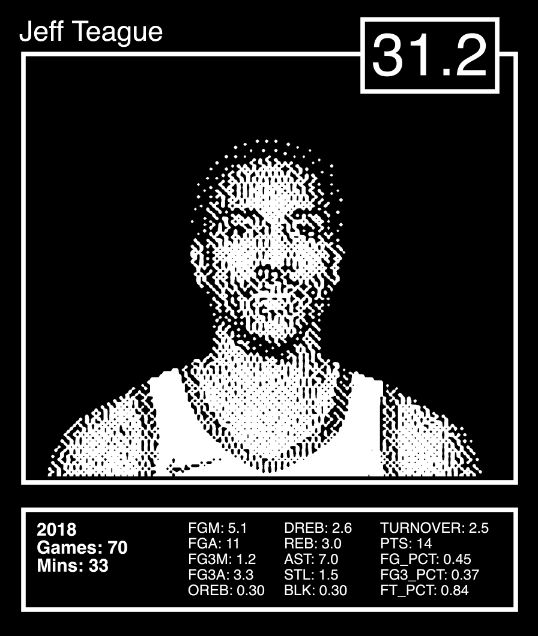 Jeff Teague
31.2
2018
Games: 70
Mins: 33
FGM: 5.1
FGA: 11
FG3M: 1.2
FG3A: 3.3
OREB: 0.30
DREB: 2.6
REB: 3.0
AST: 7.0
STL: 1.5
BLK: 0.30
TURNOVER: 2.5
PTS: 14
FG_PCT: 0.45
FG3_PCT: 0.37
FT_PCT: 0.84